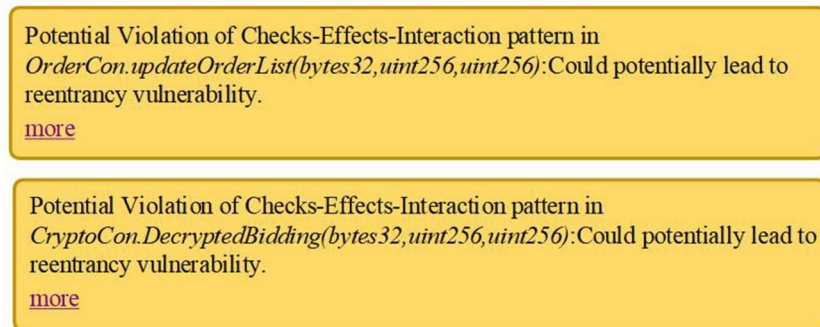 Potential Violation of Checks-Effects-Interaction pattern in
OrderCon.updateOrderList(bytes32,uint256,uint256):Could potentially lead to
reentrancy vulnerability.
more
Potential Violation of Checks-Effects-Interaction pattern in
CryptoCon.DecryptedBidding(bytes32,uint256,uint256):Could potentially lead to
reentrancy vulnerability.
more